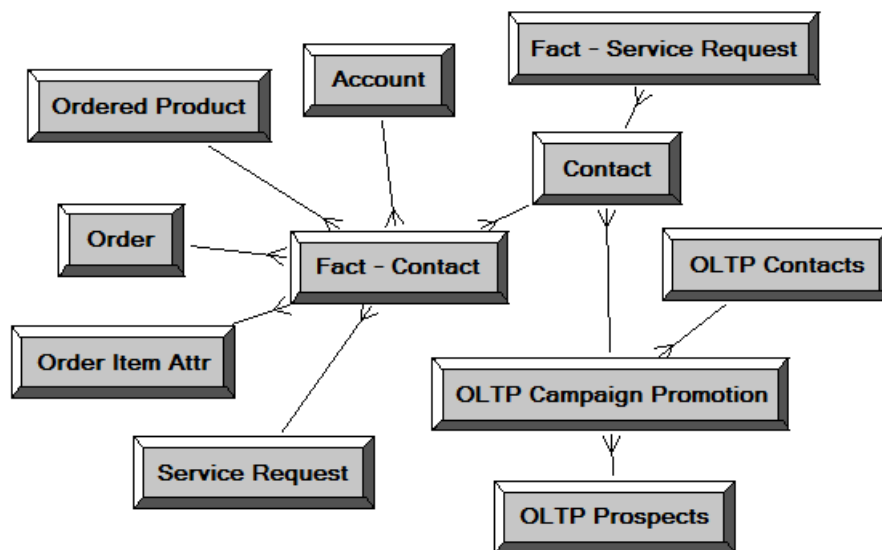 Fact - Service Request
Account
Ordered Product
Contact
Order
OLTP Contacts
Fact - Contact
Order Item Attr
OLTP Campaign Promotion
Service Request
OLTP Prospects